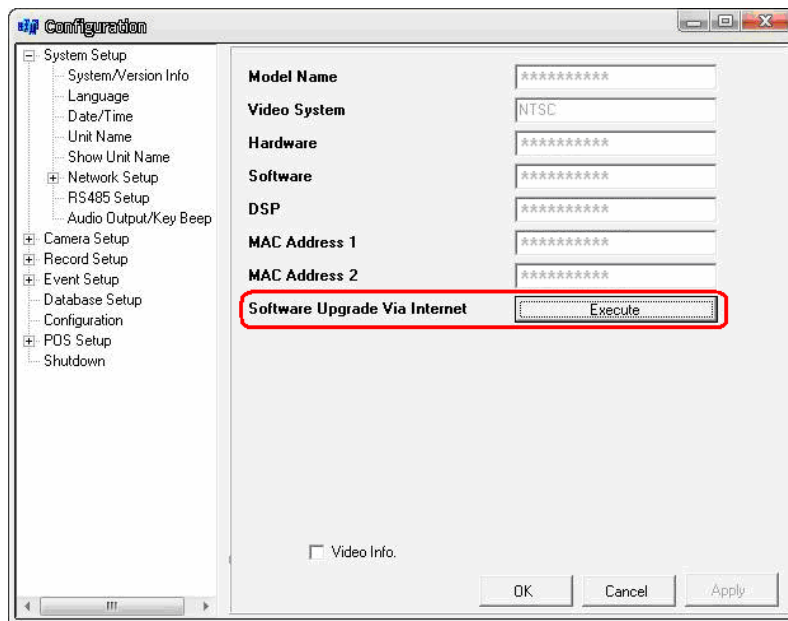 Configuration
System Setup
System/Version Info
Language
Date/Time
Unit Name
Show Unit Name
Network Setup
RS485 Setup
Audio Output/Key Beep
Camera Setup
Record Setup
Event Setup
Database Setup
Configuration
POS Setup
Shutdown
Model Name **********
Video System NTSC
Hardware **********
Software **********
DSP **********
MAC Address 1 **********
MAC Address 2 **********
Software Upgrade Via Internet Execute
Video Info.
OK Cancel Apply